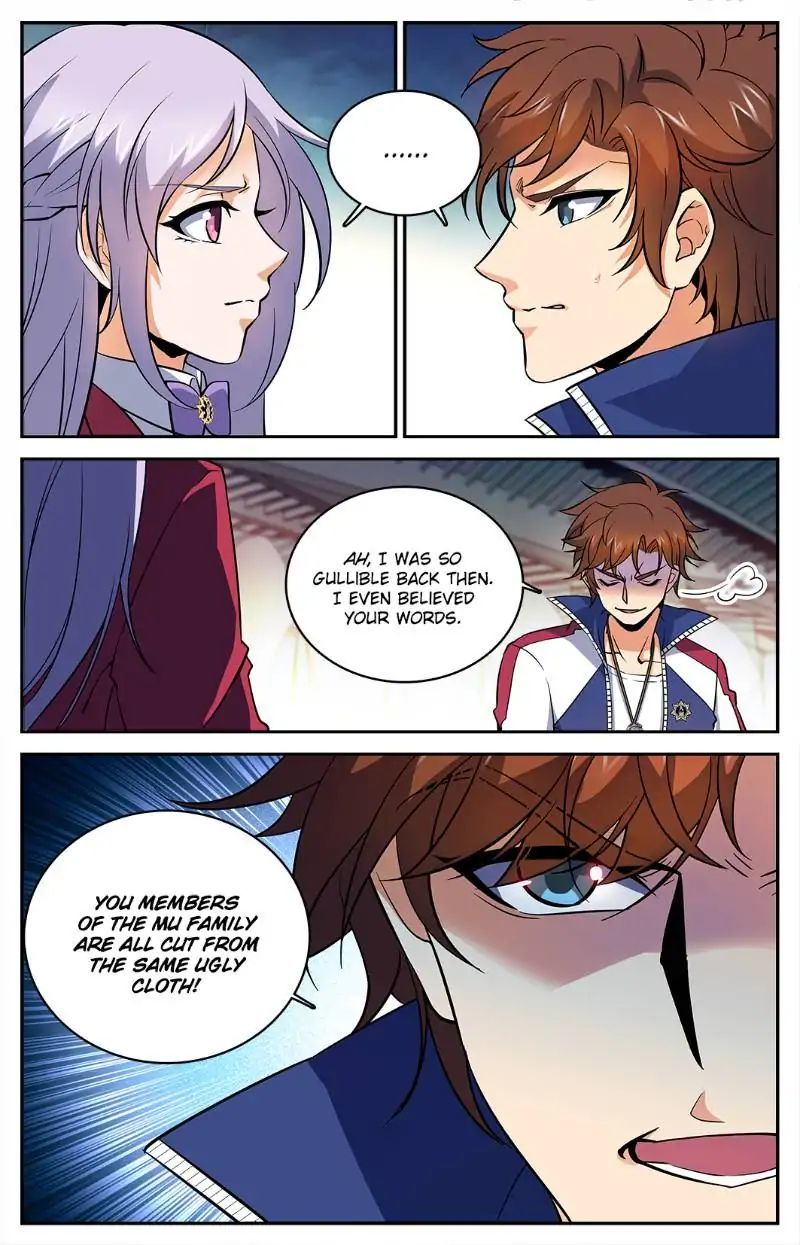 ......
AH, I WAS SO
GULLIBLE BACK THEN.
I EVEN BELIEVED
YOUR WORDS.
YOU MEMBERS
OF THE MU FAMILY
ARE ALL CUT FROM
THE SAME UGLY
CLOTH!